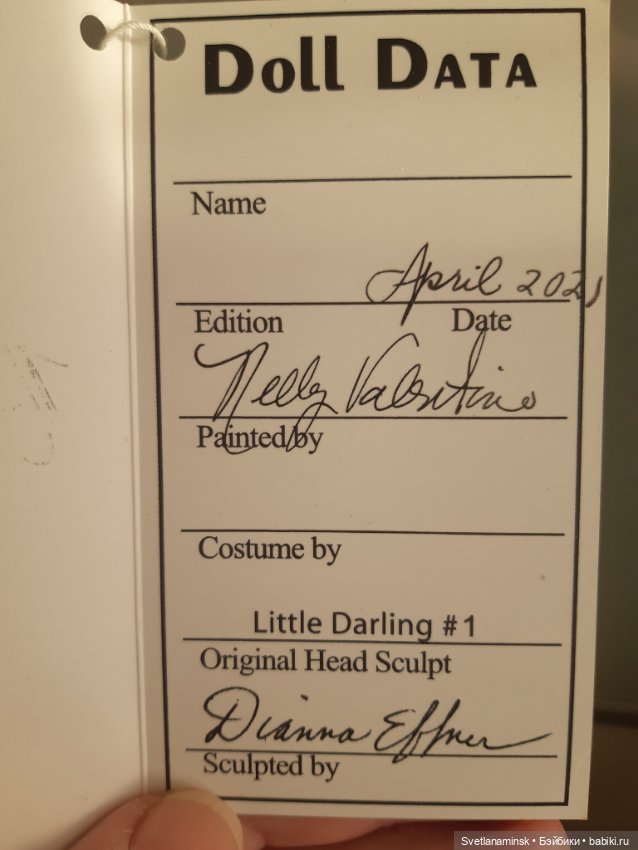 Doll Data
Name
April 2021
Edition Date
Nelly Valentino
Painted by
Costume by
Little Darling #1
Original Head Sculpt
Dianna Effner
Sculpted by
Svetlanaminsk • Бэйбики • babiki.ru